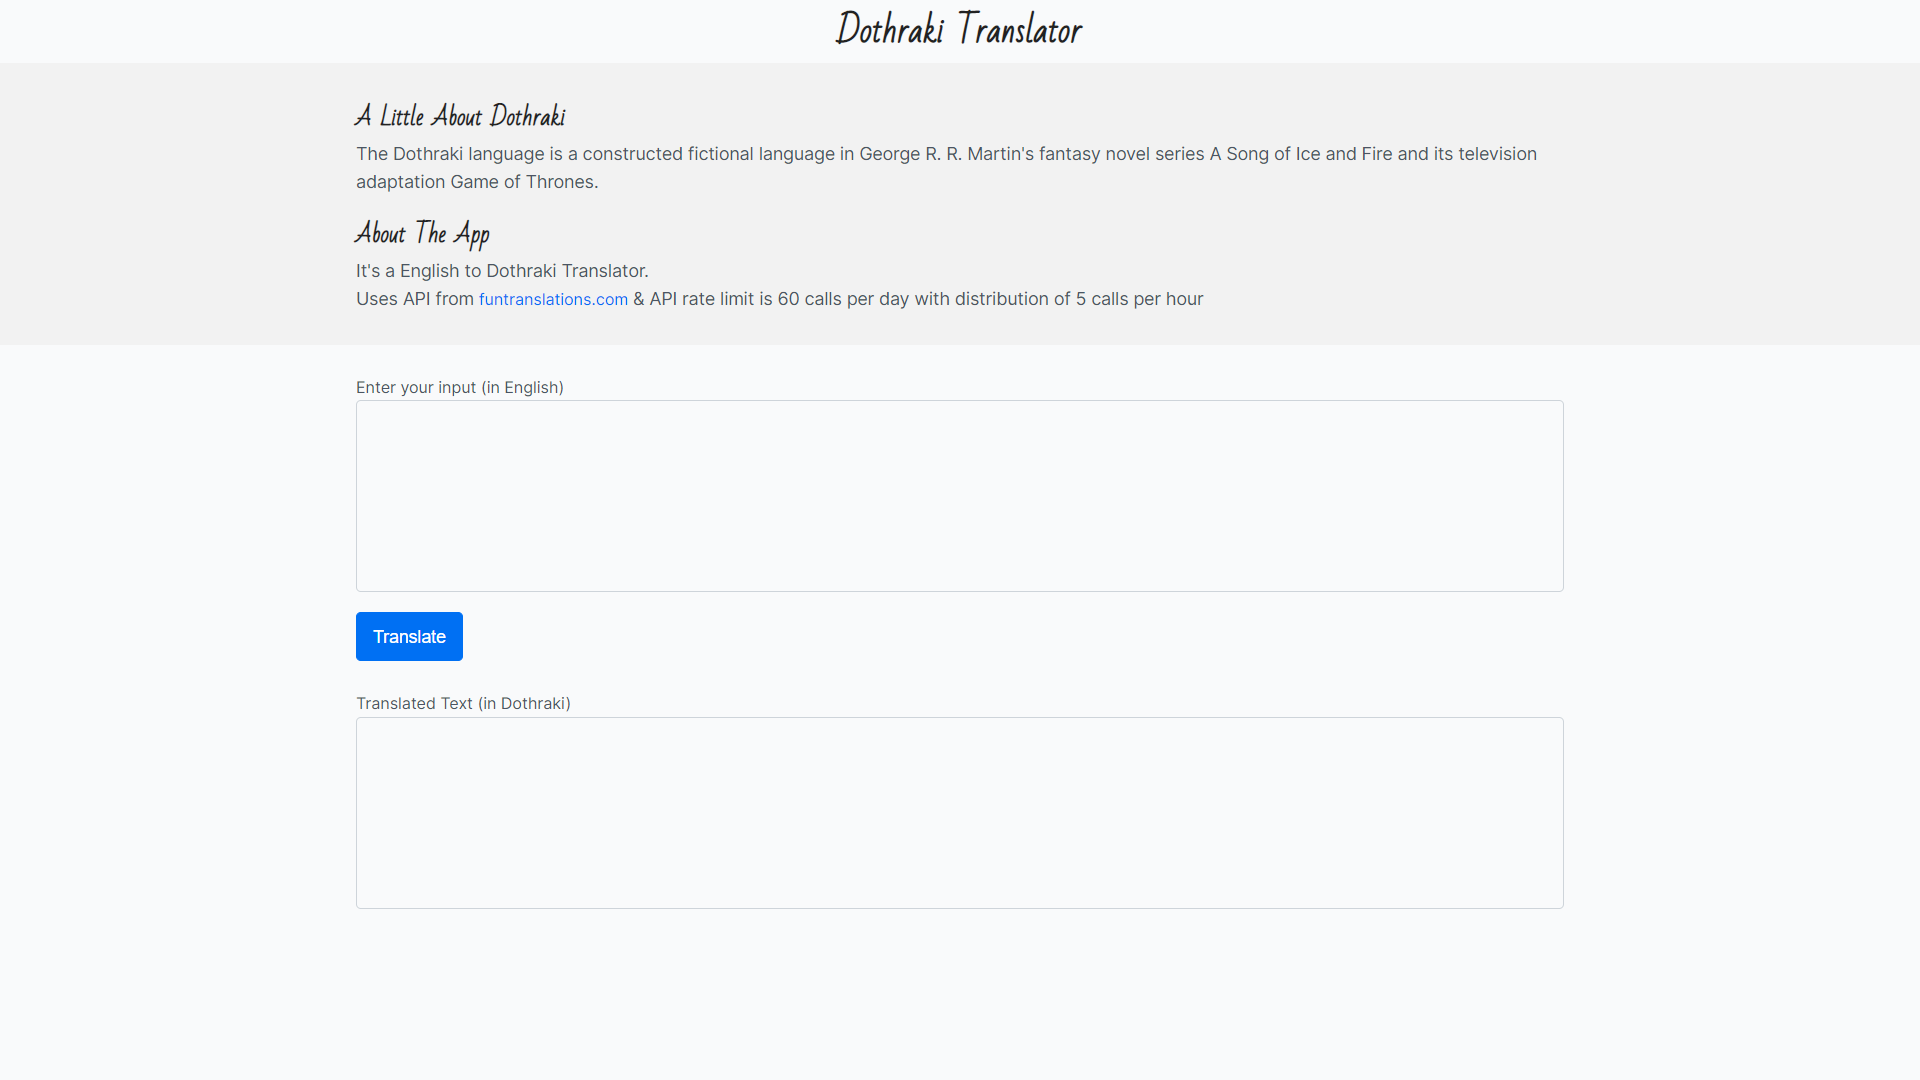 Dothraki Translator
A Little About Dothraki
The Dothraki language is a constructed fictional language in George R. R. Martin's fantasy novel series A Song of Ice and Fire and its television
adaptation Game of Thrones.
About The App
It's a English to Dothraki Translator.
Uses API from funtranslations.com & API rate limit is 60 calls per day with distribution of 5 calls per hour
Enter your input (in English)
Translate
Translated Text (in Dothraki)